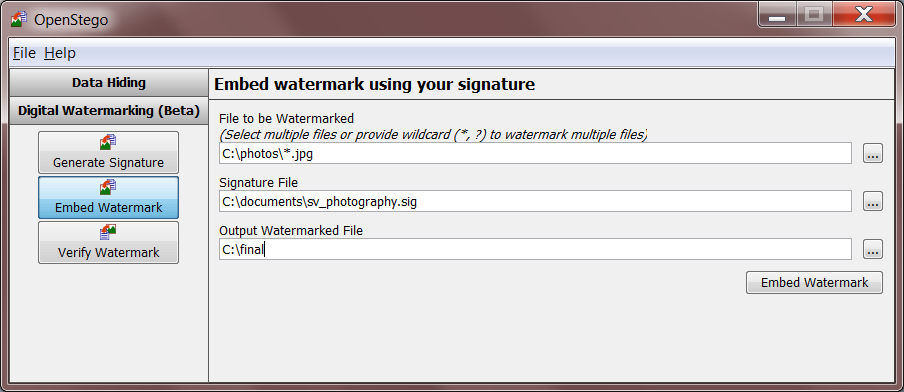 OpenStego
File Help
Data Hiding
Digital Watermarking (Beta)
Generate Signature
Embed Watermark
Verify Watermark
Embed watermark using your signature
File to be Watermarked
(Select multiple files or provide wildcard (*, ?) to watermark multiple files)
C:\photos\*.jpg
...
Signature File
C:\documents\sv_photography.sig
...
Output Watermarked File
C:\final
...
Embed Watermark